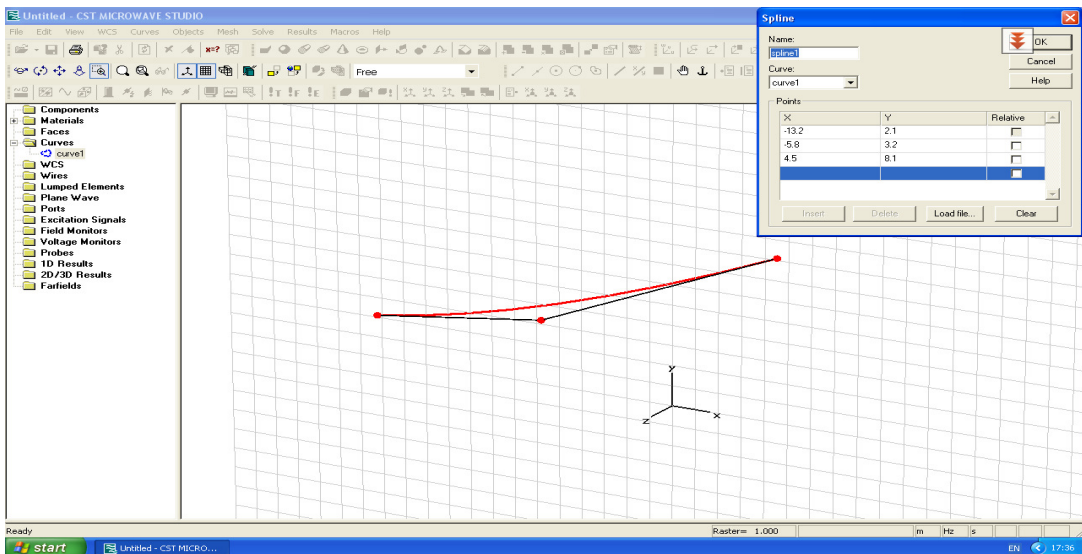 Untitled - CST MICROWAVE STUDIO
File Edit View WCS Curves Objects Mesh Solve Results Macros Help
Free
Components
Materials
Faces
Curves
curve1
WCS
Wires
Lumped Elements
Plane Wave
Ports
Excitation Signals
Field Monitors
Voltage Monitors
Probes
1D Results
2D/3D Results
Farfields
y
x
z
Spline
Name:
spline1
OK
Cancel
Curve:
Help
curve1
Points
X Y Relative
-13.2 2.1
-5.8 3.2
4.5 8.1
Insert Delete Load file... Clear
Ready Raster= 1.000 m Hz s
start Untitled - CST MICRO... EN 17:36